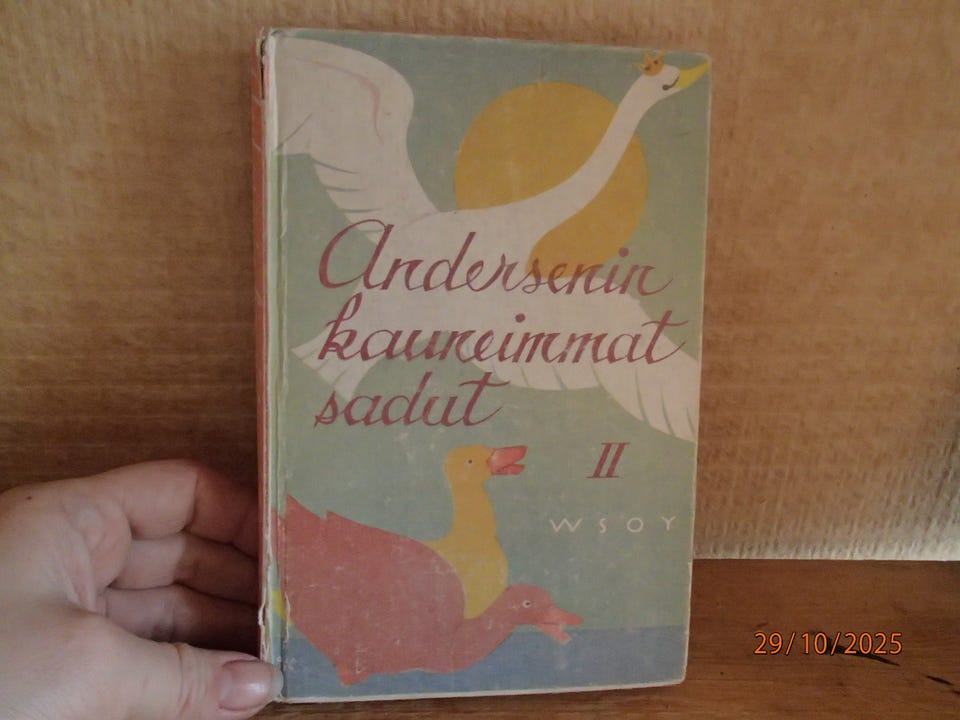 Andersenin
kauneimmat
sadut
II
WSOY
29/10/2025